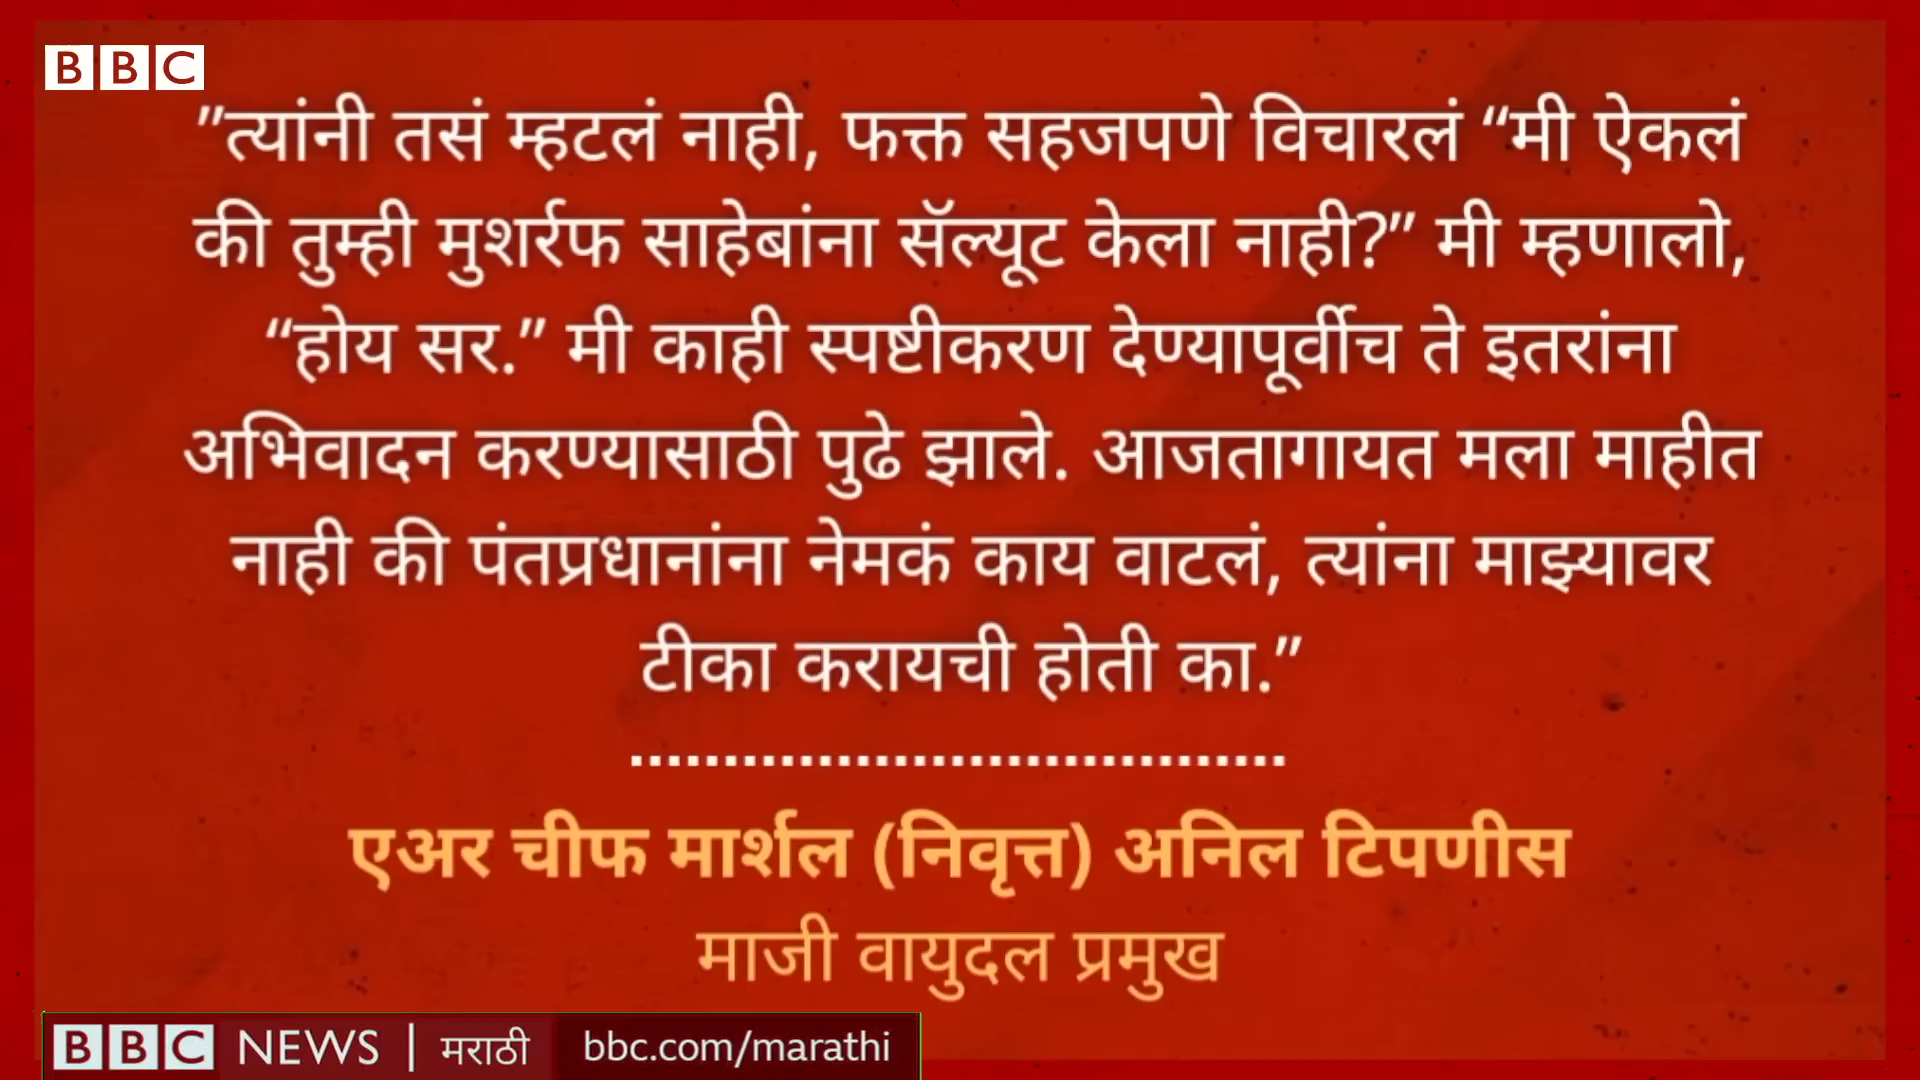 BBC
"त्यांनी तसं म्हटलं नाही, फक्त सहजपणे विचारलं “मी ऐकलं
की तुम्ही मुशर्रफ साहेबांना सॅल्यूट केला नाही?” मी म्हणालो,
“होय सर.” मी काही स्पष्टीकरण देण्यापूर्वीच ते इतरांना
अभिवादन करण्यासाठी पुढे झाले. आजतागायत मला माहीत
नाही की पंतप्रधानांना नेमकं काय वाटलं, त्यांना माझ्यावर
टीका करायची होती का.”
एअर चीफ मार्शल (निवृत्त) अनिल टिपणीस
माजी वायुदल प्रमुख
BBC NEWS | मराठी bbc.com/marathi